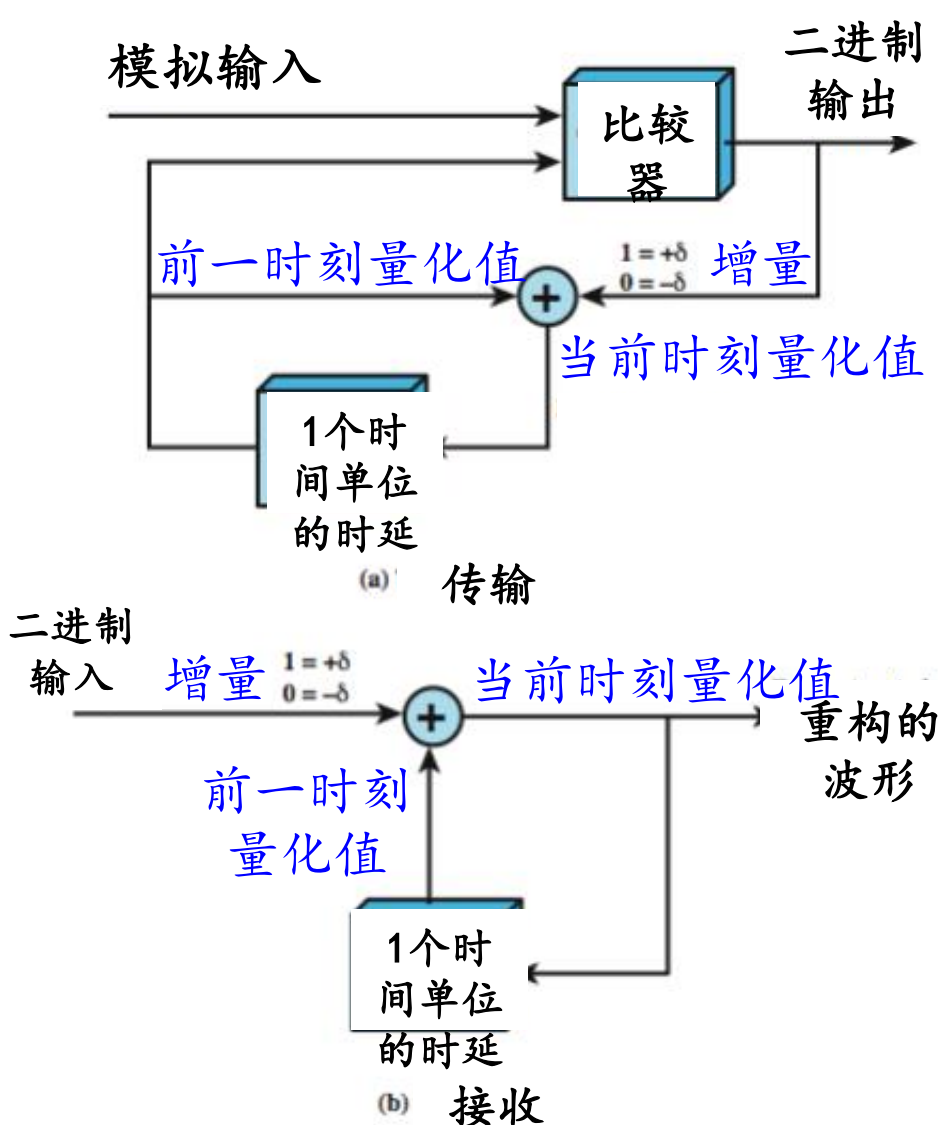 模拟输入
二进制
输出
比较
器
前一时刻量化值
1 = +δ
0 = –δ
增量
当前时刻量化值
1个时
间单位
的时延
(a)
传输
二进制
输入
增量
1 = +δ
0 = –δ
当前时刻量化值
重构的
波形
前一时刻
量化值
1个时
间单位
的时延
(b)
接收